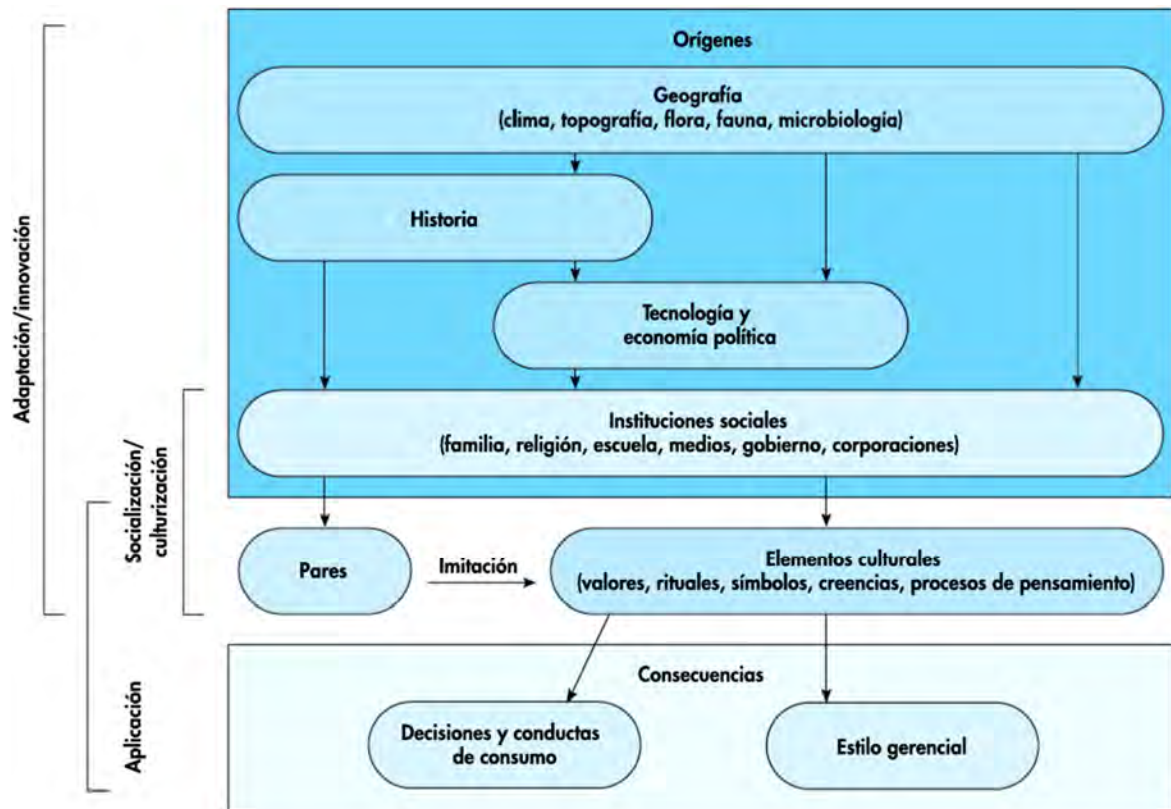 Orígenes
Geografía
(clima, topografía, flora, fauna, microbiología)
Historia
Tecnología y
economía política
Instituciones sociales
(familia, religión, escuela, medios, gobierno, corporaciones)
Pares
Imitación
Elementos culturales
(valores, rituales, símbolos, creencias, procesos de pensamiento)
Consecuencias
Decisiones y conductas
de consumo
Estilo gerencial
Adaptación/innovación
Socialización/
culturización
Aplicación